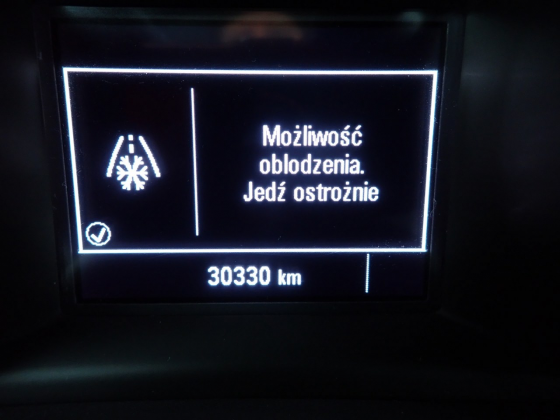 Możliwość
oblodzenia.
Jedź ostrożnie
30330 km